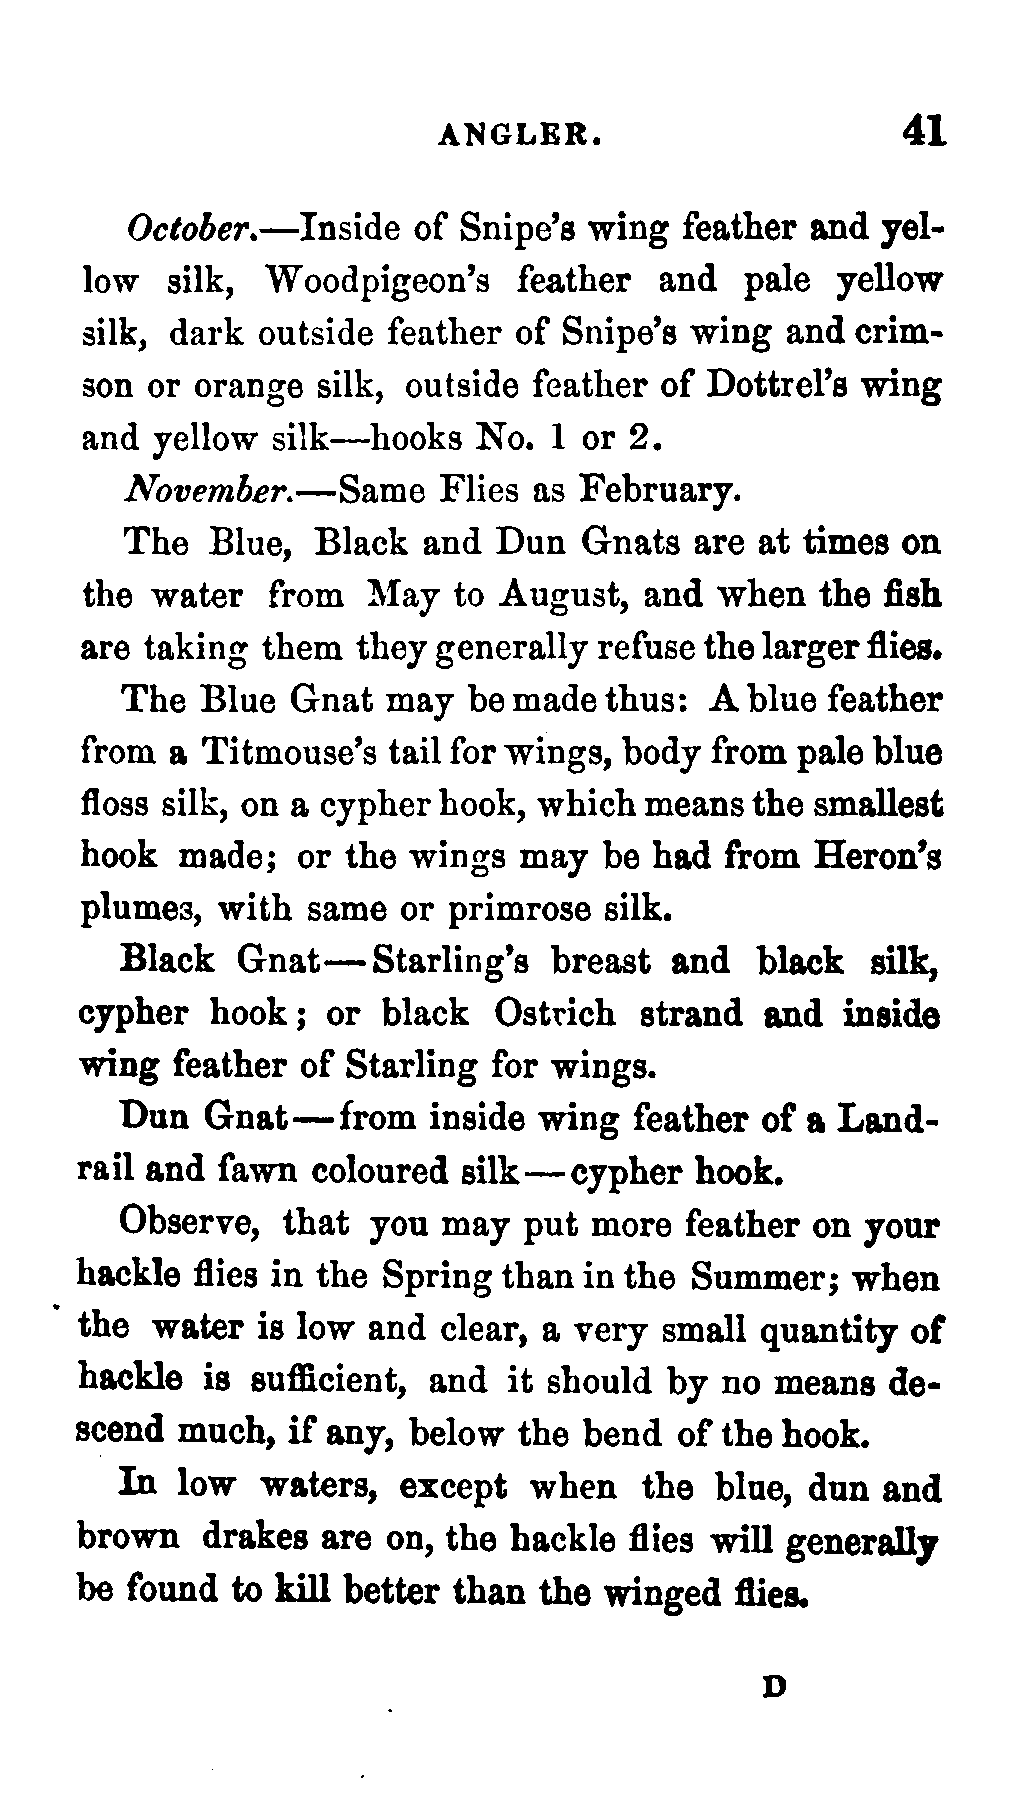 ANGLER. 41
October.—Inside of Snipe's wing feather and yel-
low silk, Woodpigeon's feather and pale yellow
silk, dark outside feather of Snipe's wing and crim-
son or orange silk, outside feather of Dottrel's wing
and yellow silk—hooks No. 1 or 2.
November.—Same Flies as February.
The Blue, Black and Dun Gnats are at times on
the water from May to August, and when the fish
are taking them they generally refuse the larger flies.
The Blue Gnat may be made thus: A blue feather
from a Titmouse's tail for wings, body from pale blue
floss silk, on a cypher hook, which means the smallest
hook made; or the wings may be had from Heron's
plumes, with same or primrose silk.
Black Gnat—Starling's breast and black silk,
cypher hook; or black Ostrich strand and inside
wing feather of Starling for wings.
Dun Gnat—from inside wing feather of a Land-
rail and fawn coloured silk—cypher hook.
Observe, that you may put more feather on your
hackle flies in the Spring than in the Summer; when
the water is low and clear, a very small quantity of
hackle is sufficient, and it should by no means de-
scend much, if any, below the bend of the hook.
In low waters, except when the blue, dun and
brown drakes are on, the hackle flies will generally
be found to kill better than the winged flies.
D